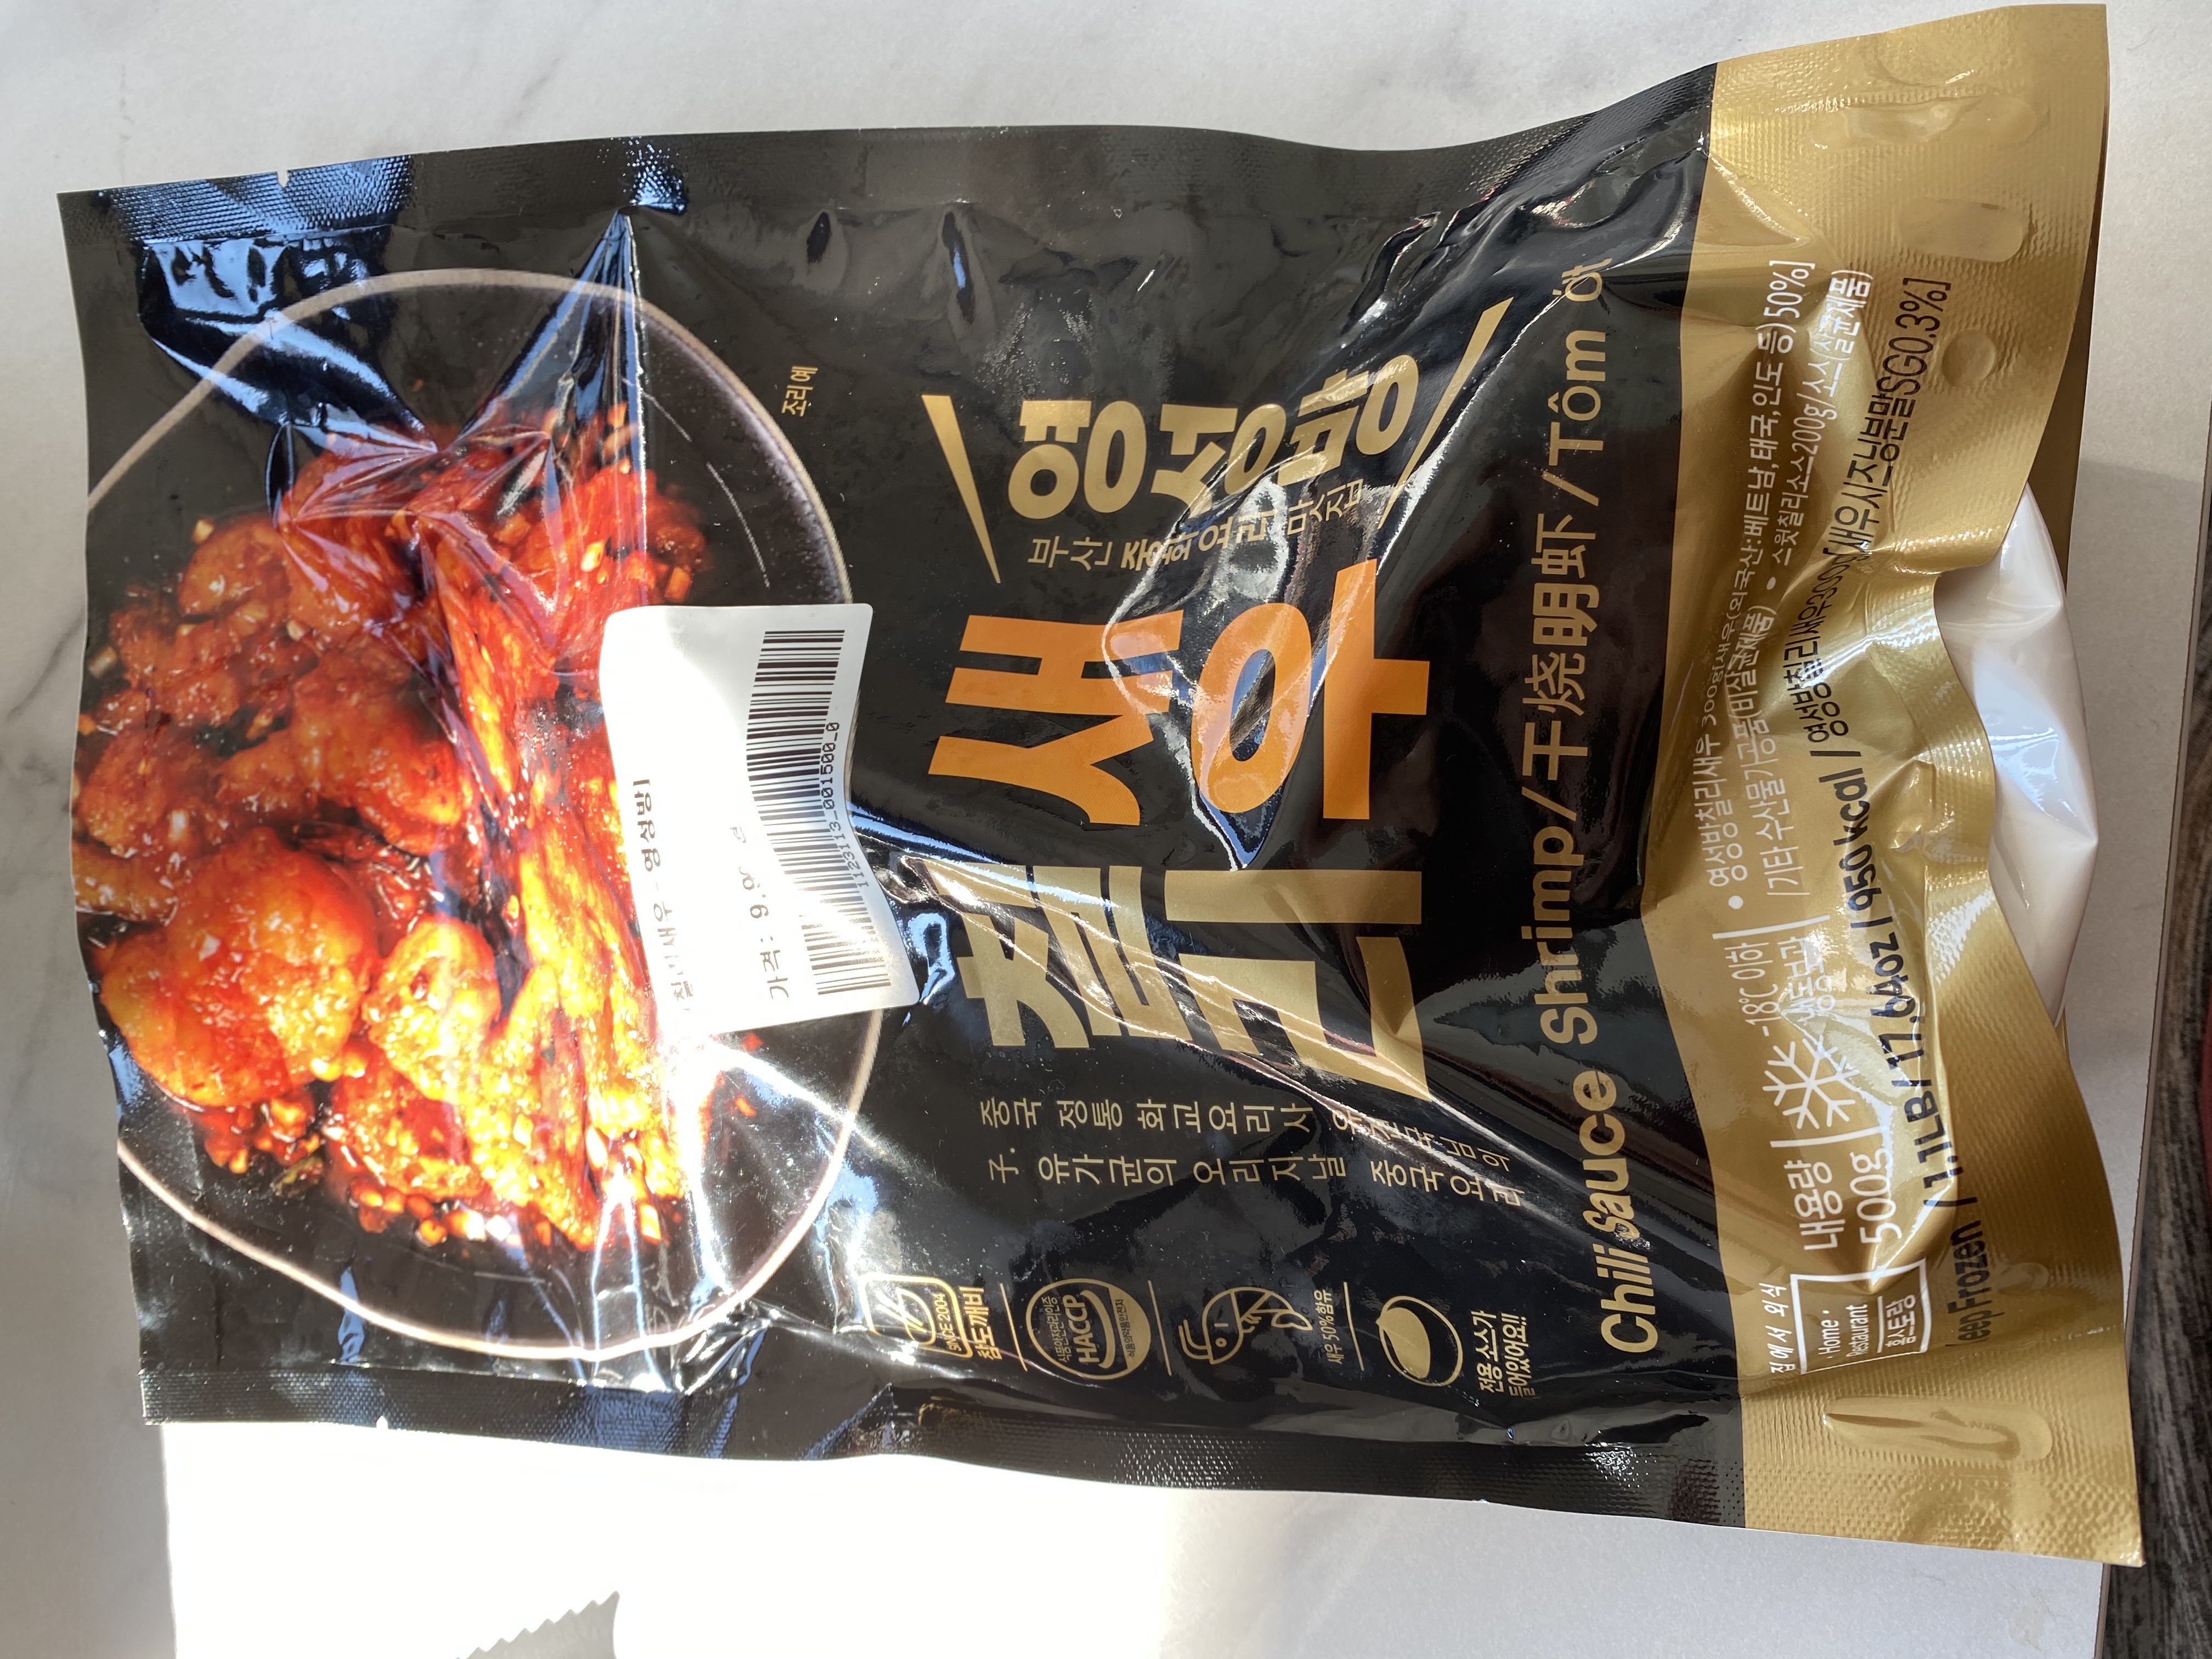 칠리새우 - 영성방]
가격: 9,9
1123113_001500_0
조리 예
SINCE 2004
참도깨비
식품안전관리인증
HACCP
식품의약품안전처
새우 50%함유
전용 소스가
들어있어요!!
영성방
부산 중화요리 맛집
새우
칠리
중국 정통 화교요리사
子. 유가균의 오리지날 중국요리
Chili Sauce Shrimp/干烧明虾/Tôm ớt
집에서 외식
Home
Restaurant
홈스토랑
내용량
500g
-18℃ 이하
냉동보관
• 영성방칠리새우 300g[새우(외국산:베트남,태국,인도 등) 50%]
/기타 수산물가공품(비살균제품) • 스윗칠리소스200g/소스(살균제품)
Keep Frozen / 1.1LB / 17.64oz / 950 kcal / 영성방칠리새우300g[새우시즈닝분말SG0.3%]